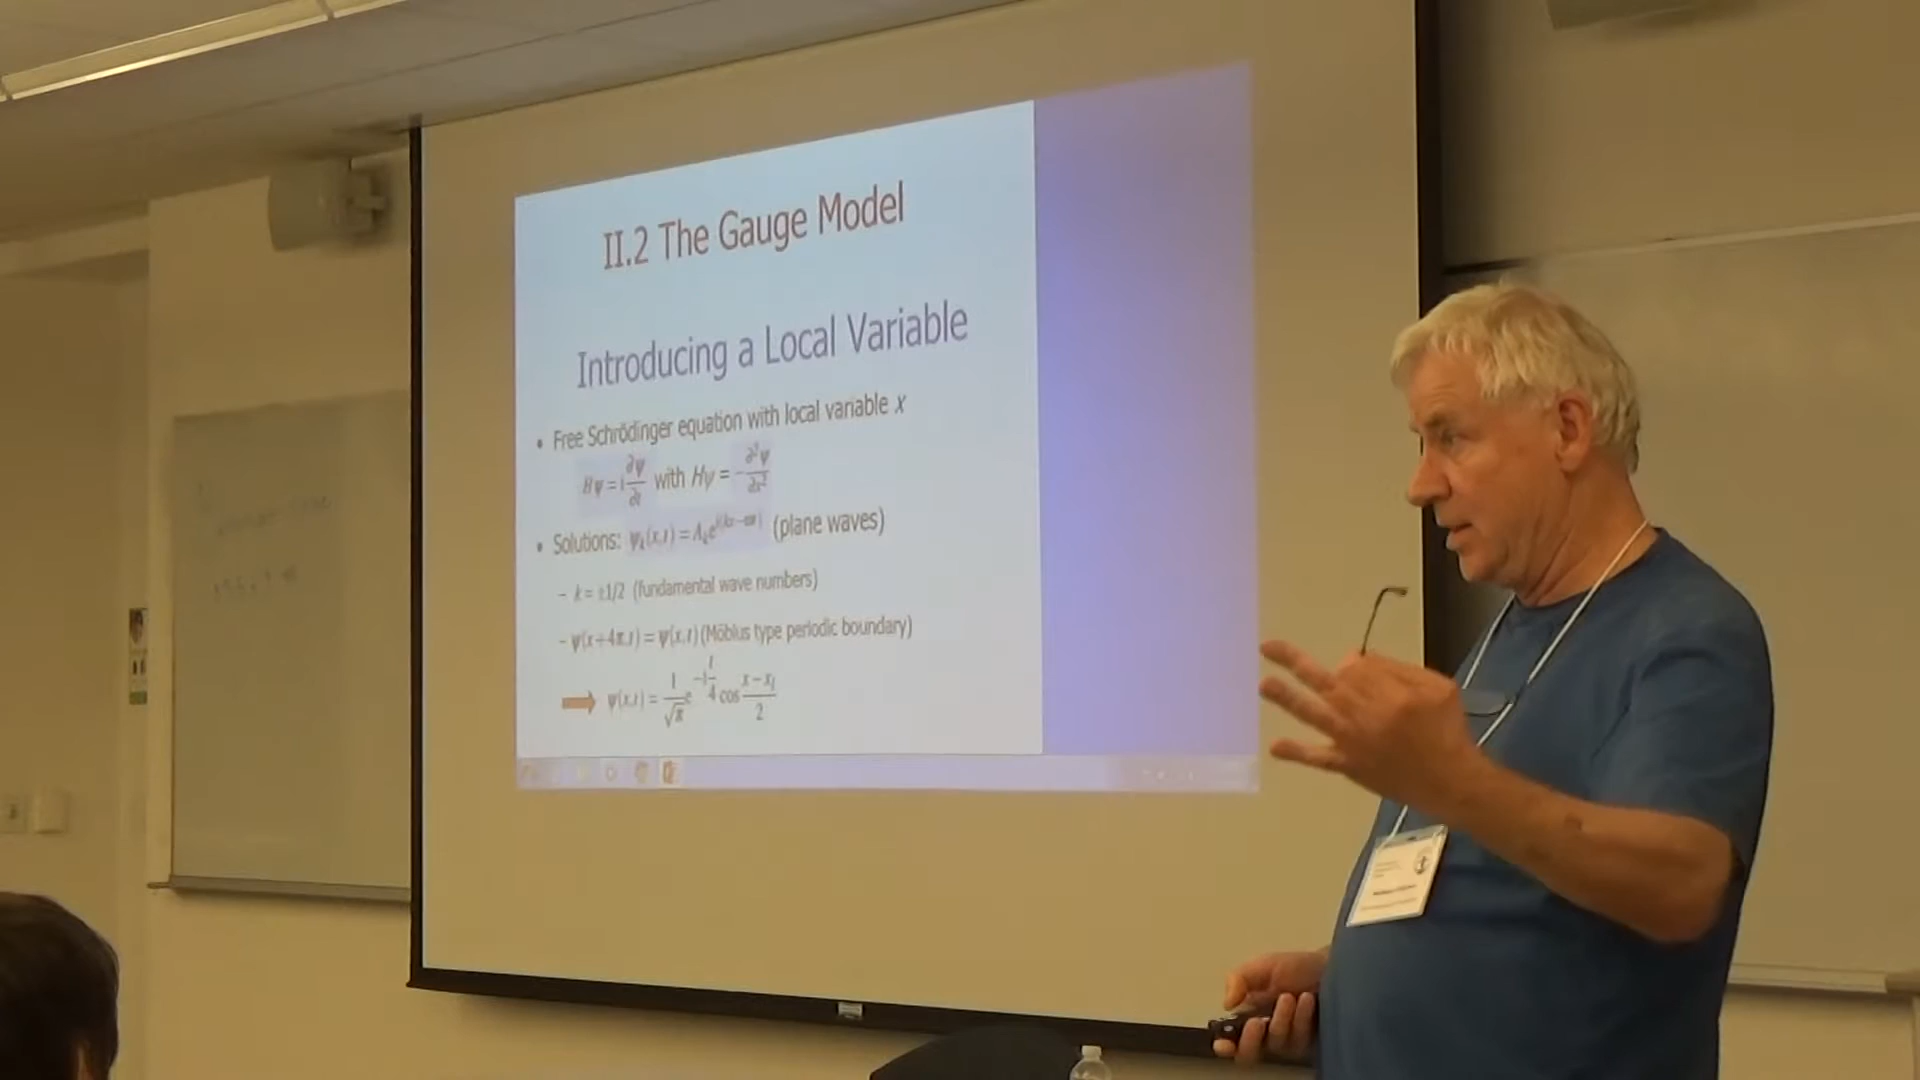 II.2 The Gauge Model
Introducing a Local Variable
• Free Schrödinger equation with local variable x
Hψ = i ∂ψ/∂t with Hψ = − ∂²ψ/∂x²
• Solutions: ψₖ(x,t) = Aₖe^i(kx−ωt) (plane waves)
– k = ±1/2 (fundamental wave numbers)
– ψ(x+4π,t) = ψ(x,t) (Möbius type periodic boundary)
ψ(x,t) = 1/√π e^−i t/4 cos (x−xⱼ)/2